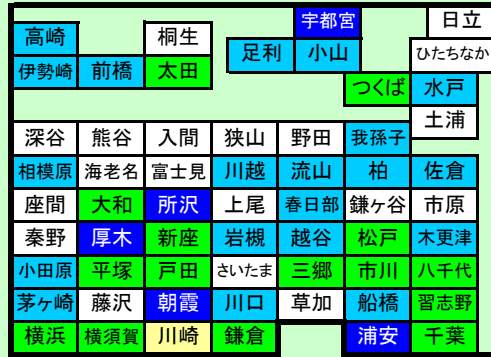 宇都宮 日立
高崎 桐生 足利 小山 ひたちなか
伊勢崎 前橋 太田 つくば 水戸
土浦
深谷 熊谷 入間 狭山 野田 我孫子
相模原 海老名 富士見 川越 流山 柏 佐倉
座間 大和 所沢 上尾 春日部 鎌ヶ谷 市原
秦野 厚木 新座 岩槻 越谷 松戸 木更津
小田原 平塚 戸田 さいたま 三郷 市川 八千代
茅ヶ崎 藤沢 朝霞 川口 草加 船橋 習志野
横浜 横須賀 川崎 鎌倉 浦安 千葉